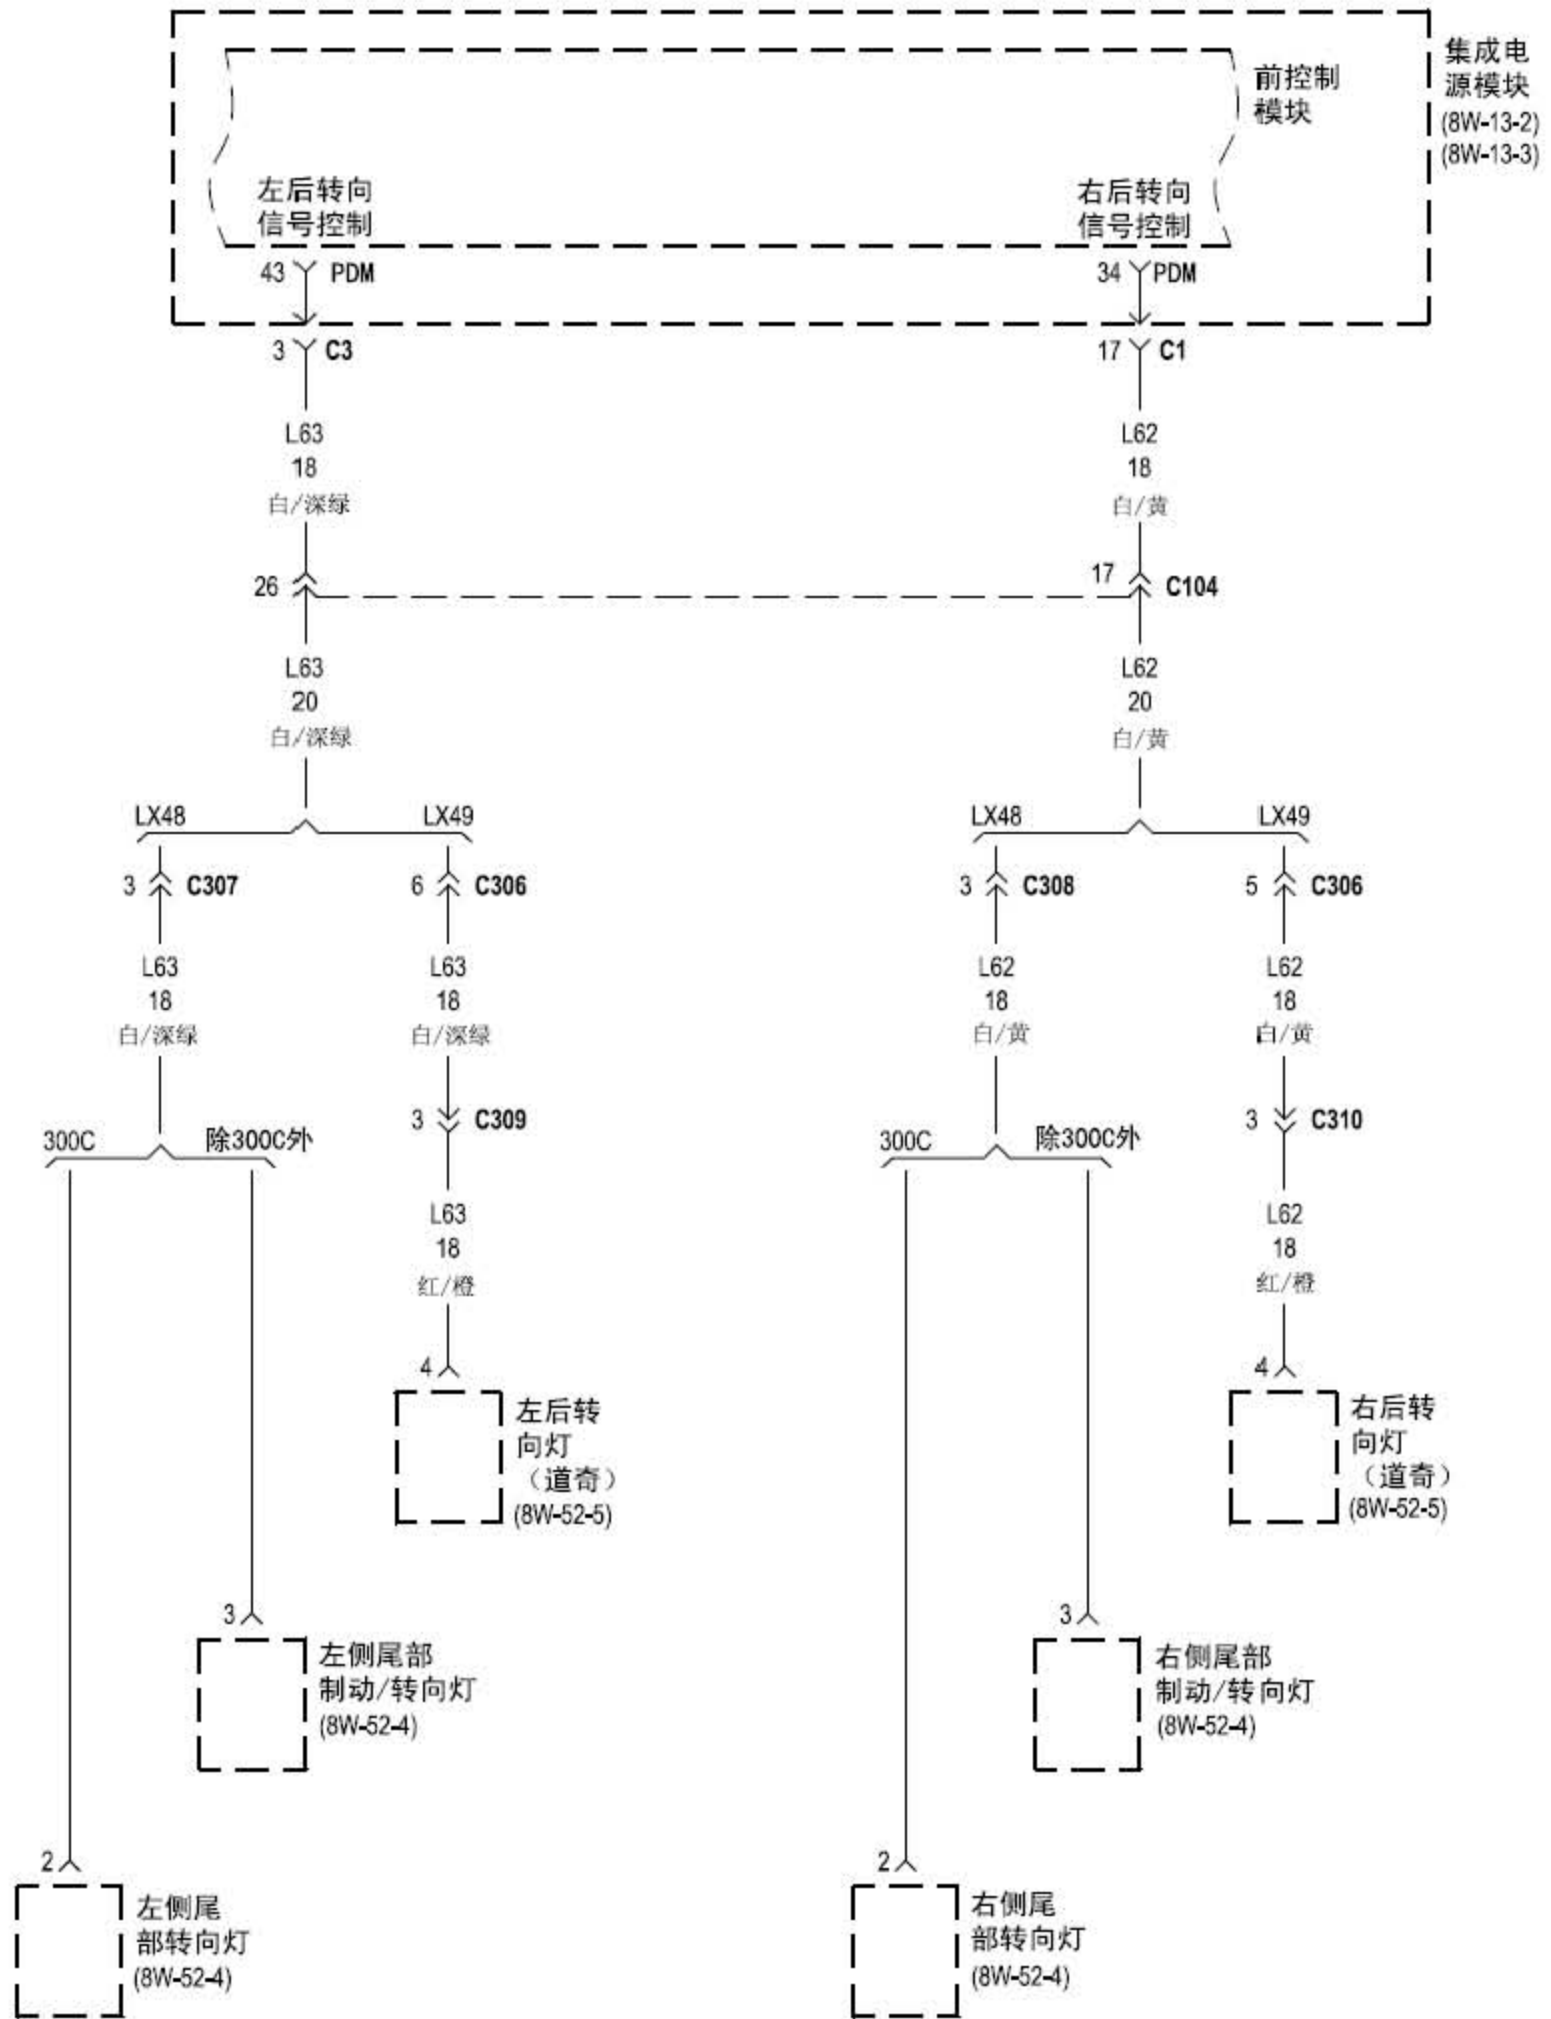 集成电
源模块
(8W-13-2)
(8W-13-3)
前控制
模块
左后转向
信号控制
右后转向
信号控制
43 PDM
34 PDM
3 C3
17 C1
L63
18
白/深绿
L62
18
白/黄
26
17 C104
L63
20
白/深绿
L62
20
白/黄
LX48 LX49
LX48 LX49
3 C307
6 C306
3 C308
5 C306
L63
18
白/深绿
L63
18
白/深绿
L62
18
白/黄
L62
18
白/黄
300C 除300C外
3 C309
300C 除300C外
3 C310
L63
18
红/橙
L62
18
红/橙
4
左后转
向灯
（道奇）
(8W-52-5)
4
右后转
向灯
（道奇）
(8W-52-5)
3
左侧尾部
制动/转向灯
(8W-52-4)
3
右侧尾部
制动/转向灯
(8W-52-4)
2
左侧尾
部转向灯
(8W-52-4)
2
右侧尾
部转向灯
(8W-52-4)